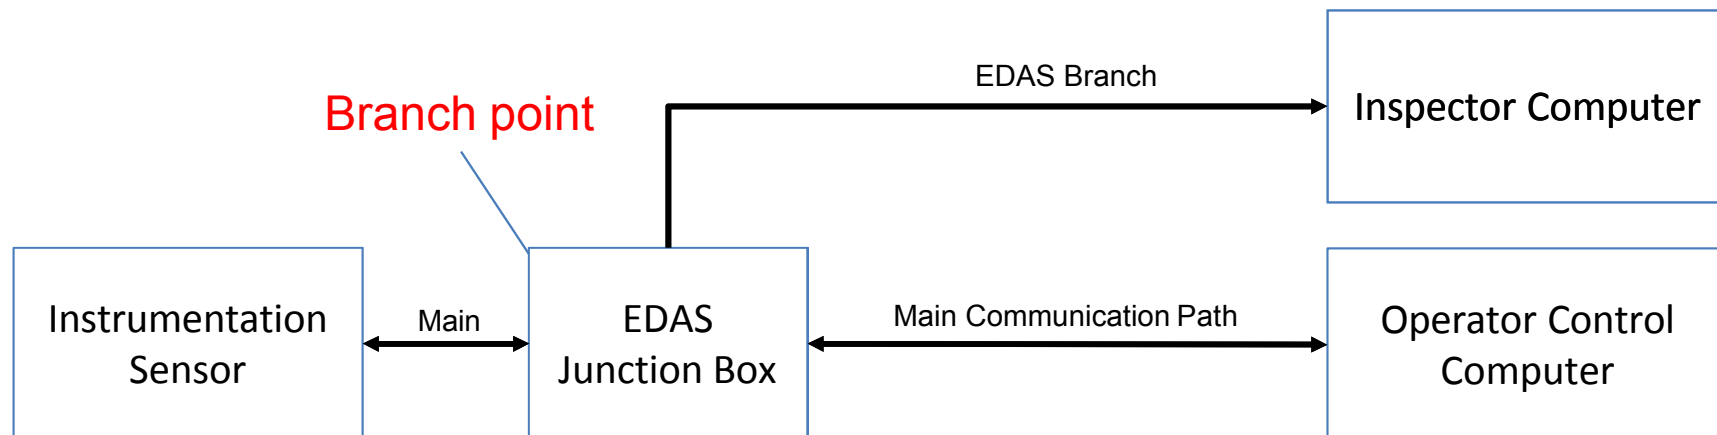 EDAS Branch
Inspector Computer
Branch point
Instrumentation
Sensor
Main
EDAS
Junction Box
Main Communication Path
Operator Control
Computer